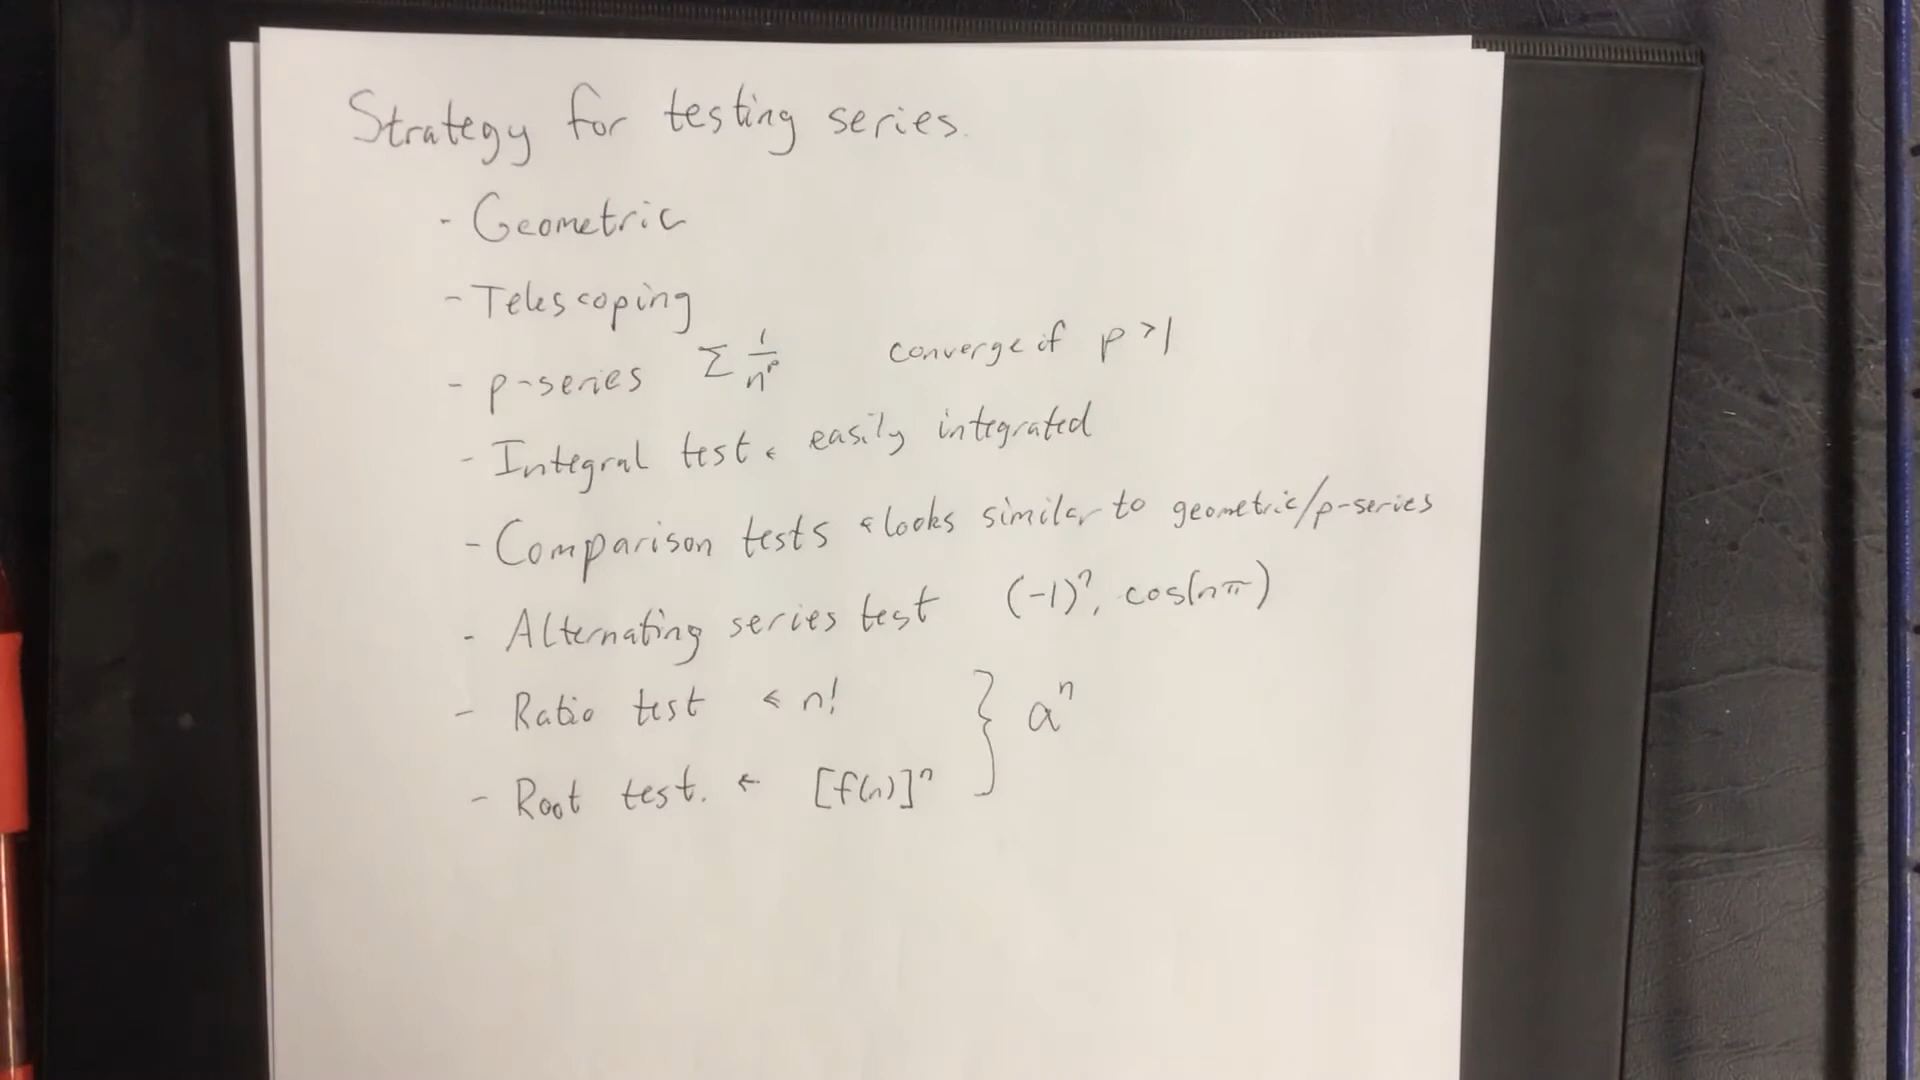 Strategy for testing series.
- Geometric
- Telescoping
- p-series Σ 1/n^p converge if p > 1
- Integral test ← easily integrated
- Comparison tests ← looks similar to geometric/p-series
- Alternating series test (-1)^n, cos(nπ)
- Ratio test ← n! } a^n
- Root test. ← [f(n)]^n